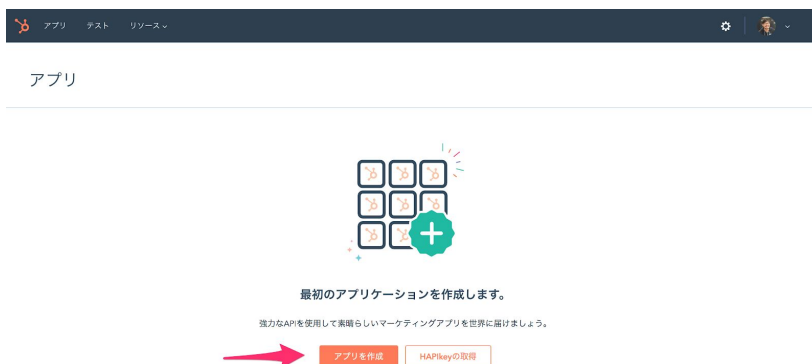 アプリ テスト リソース
アプリ
最初のアプリケーションを作成します。
強力なAPIを使用して素晴らしいマーケティングアプリを世界に届けましょう。
アプリを作成 HAPIkeyの取得